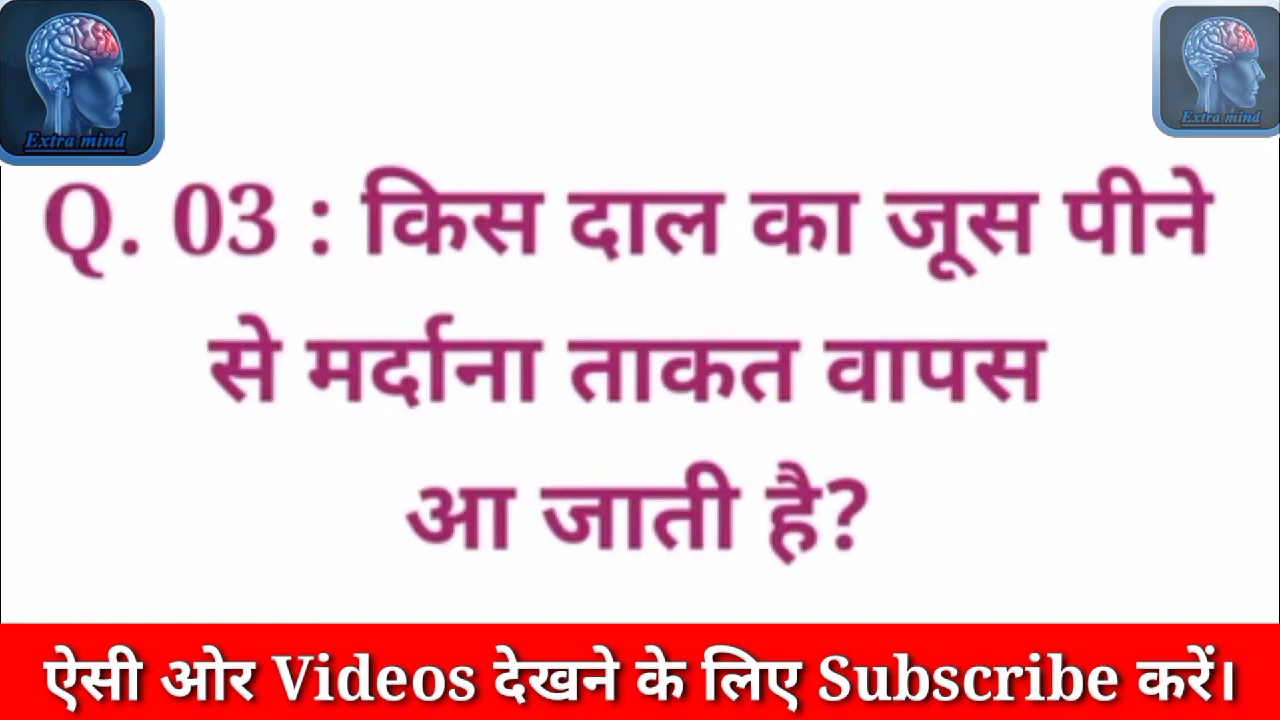 Extra mind
Extra mind
Q. 03 : किस दाल का जूस पीने
से मर्दाना ताकत वापस
आ जाती है?
ऐसी ओर Videos देखने के लिए Subscribe करें।